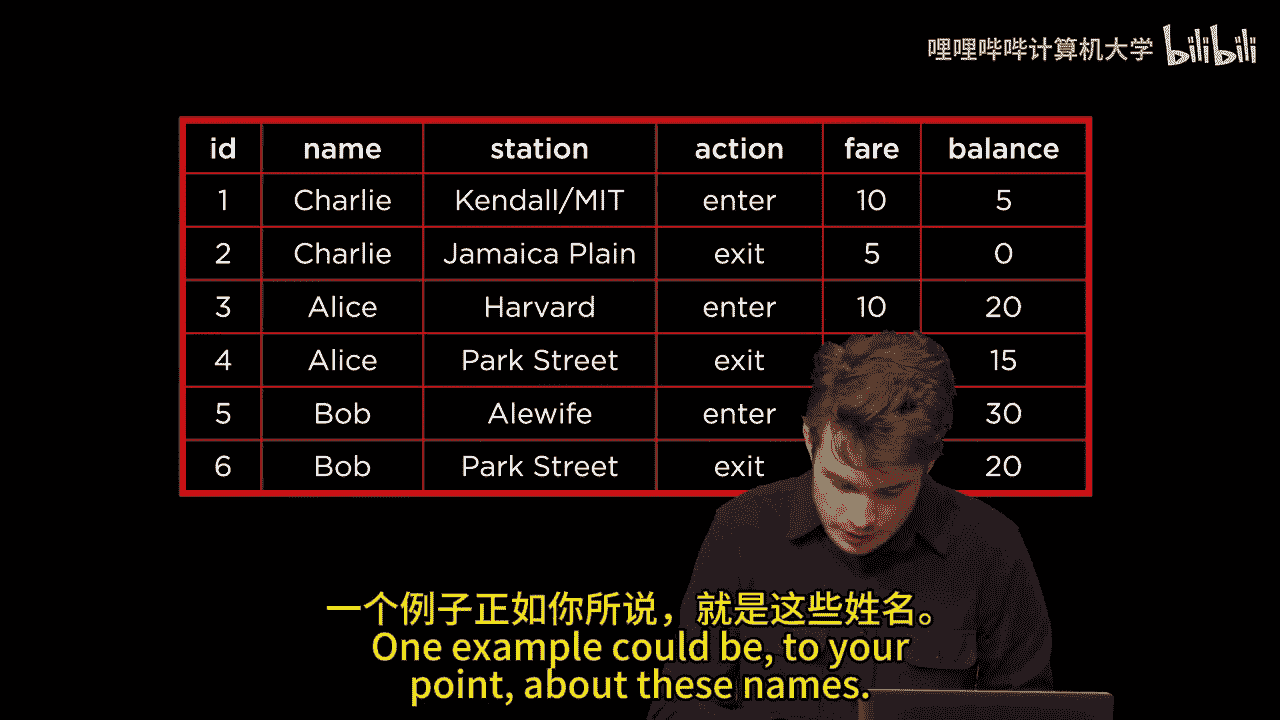 哔哩哔哩计算机大学 bilibili
id name station action fare balance
1 Charlie Kendall/MIT enter 10 5
2 Charlie Jamaica Plain exit 5 0
3 Alice Harvard enter 10 20
4 Alice Park Street exit 15
5 Bob Alewife enter 30
6 Bob Park Street exit 20
一个例子正如你所说，就是这些姓名。
One example could be, to your
point, about these names.